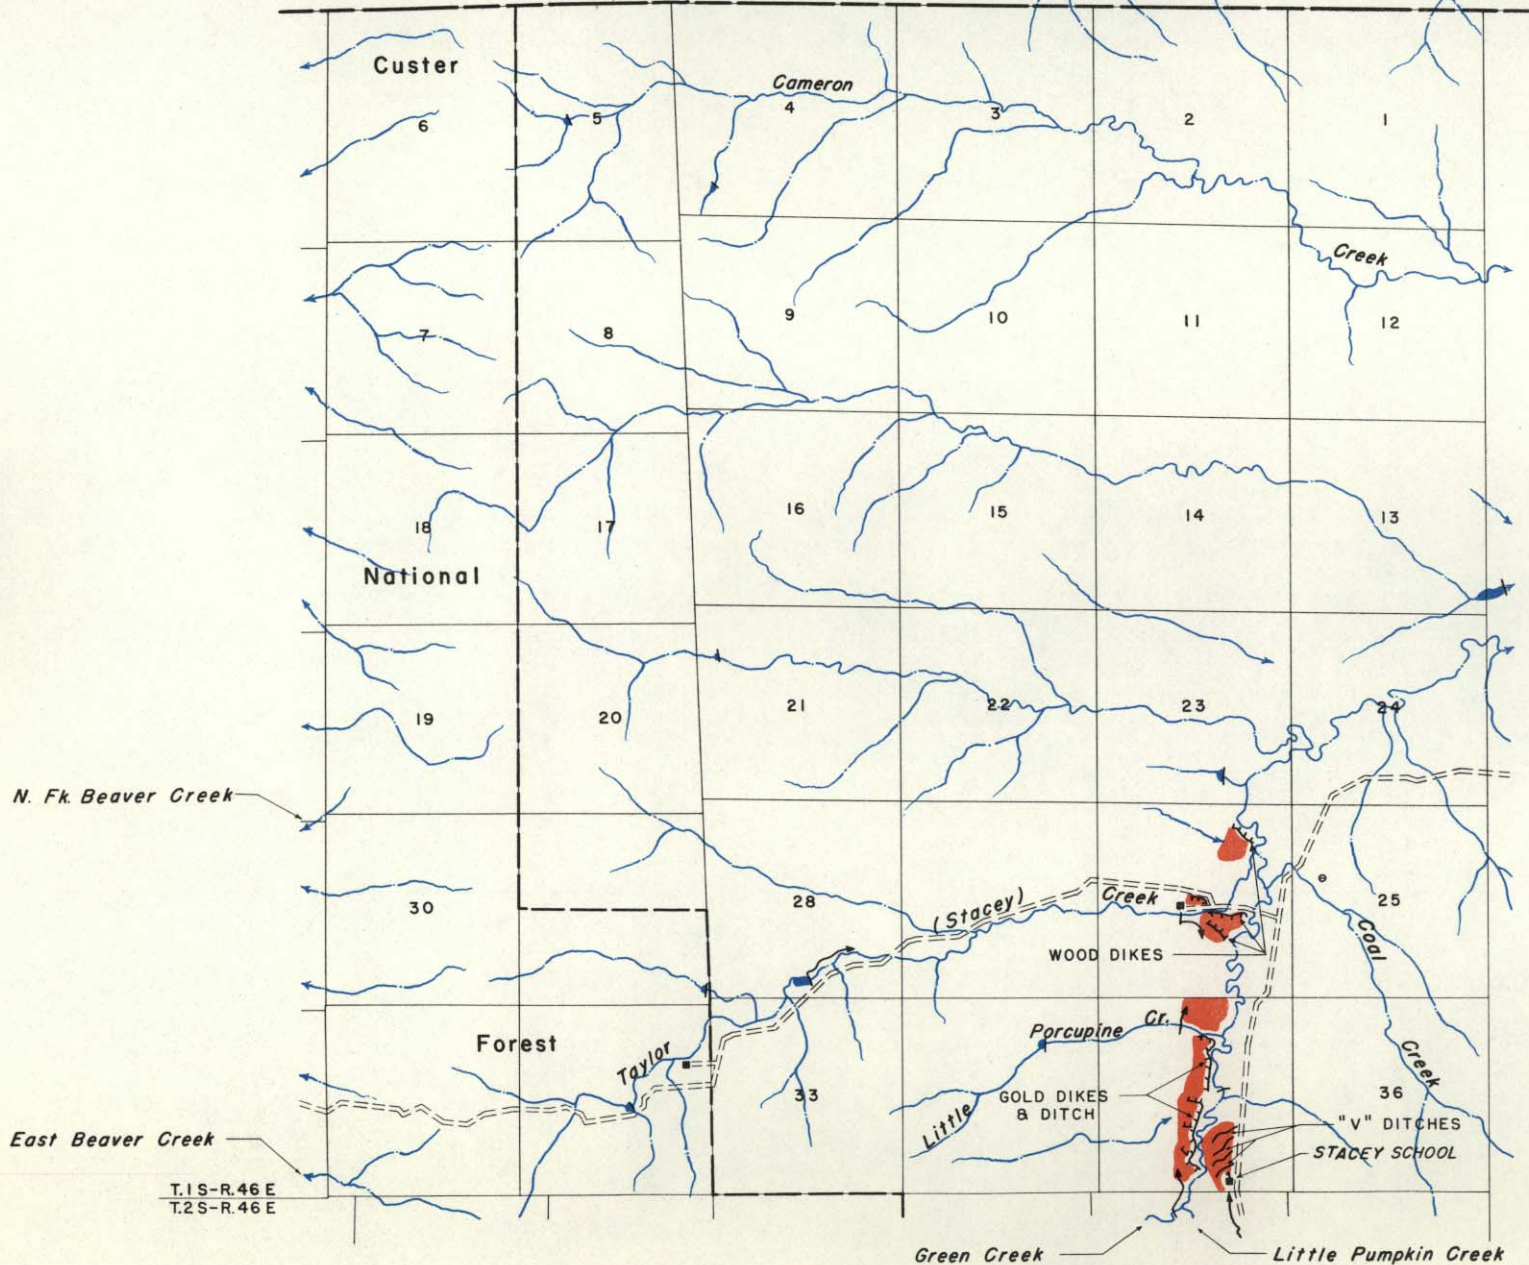 Custer
Cameron
6
5
4
3
2
1
Creek
7
8
9
10
11
12
18
17
16
15
14
13
National
19
20
21
22
23
24
N. Fk. Beaver Creek
30
28
(Stacey)
Creek
25
WOOD DIKES
Coal
Creek
Forest
Taylor
Porcupine Cr.
Little
33
GOLD DIKES
& DITCH
36
"V" DITCHES
STACEY SCHOOL
East Beaver Creek
T.1 S-R.46 E
T.2 S-R.46 E
Green Creek
Little Pumpkin Creek